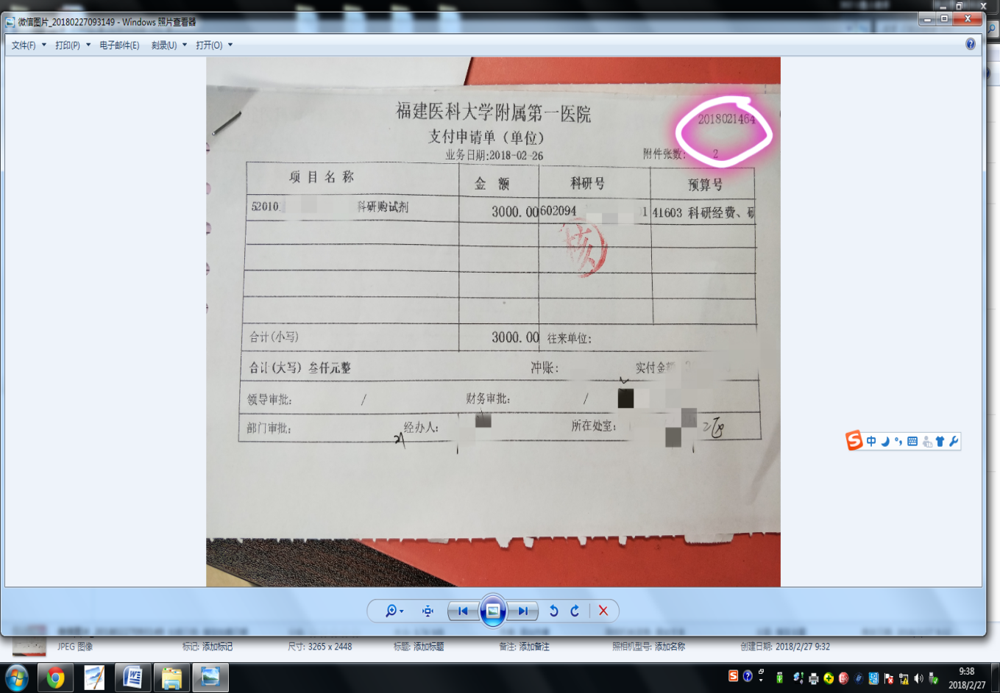 微信图片_20180227093149 - Windows 照片查看器
文件(F) 打印(P) 电子邮件(E) 刻录(U) 打开(O)
福建医科大学附属第一医院
2018021464
支付申请单（单位）
业务日期:2018-02-26 附件张数: 2
项 目 名 称 金 额 科研号 预算号
52010 科研购试剂 3000.00 602094 1 41603 科研经费、研
核
合计(小写) 3000.00 往来单位:
合计(大写) 叁仟元整 冲账: 实付金额
领导审批: / 财务审批: /
部门审批: 经办人: 所在处室:
中
JPEG 图像 标记: 添加标记 尺寸: 3265 x 2448 标题: 添加标题 备注: 添加备注 照相机型号: 添加名称 创建日期: 2018/2/27 9:32
9:38
2018/2/27